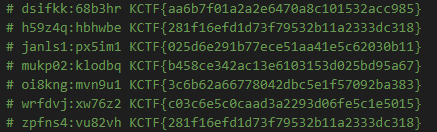 # dsifkk:68b3hr KCTF{aa6b7f01a2a2e6470a8c101532acc985}
# h59z4q:hbhwbe KCTF{281f16efd1d73f79532b11a2333dc318}
# janls1:px5im1 KCTF{025d6e291b77ece51aa41e5c62030b11}
# mukp02:klodbq KCTF{b458ce342ac13e6103153d025bd95a67}
# oi8kng:mvn9u1 KCTF{3c6b62a66778042dbc5e1f57092ba383}
# wrfdvj:xw76z2 KCTF{c03c6e5c0caad3a2293d06fe5c1e5015}
# zpfns4:vu82vh KCTF{281f16efd1d73f79532b11a2333dc318}